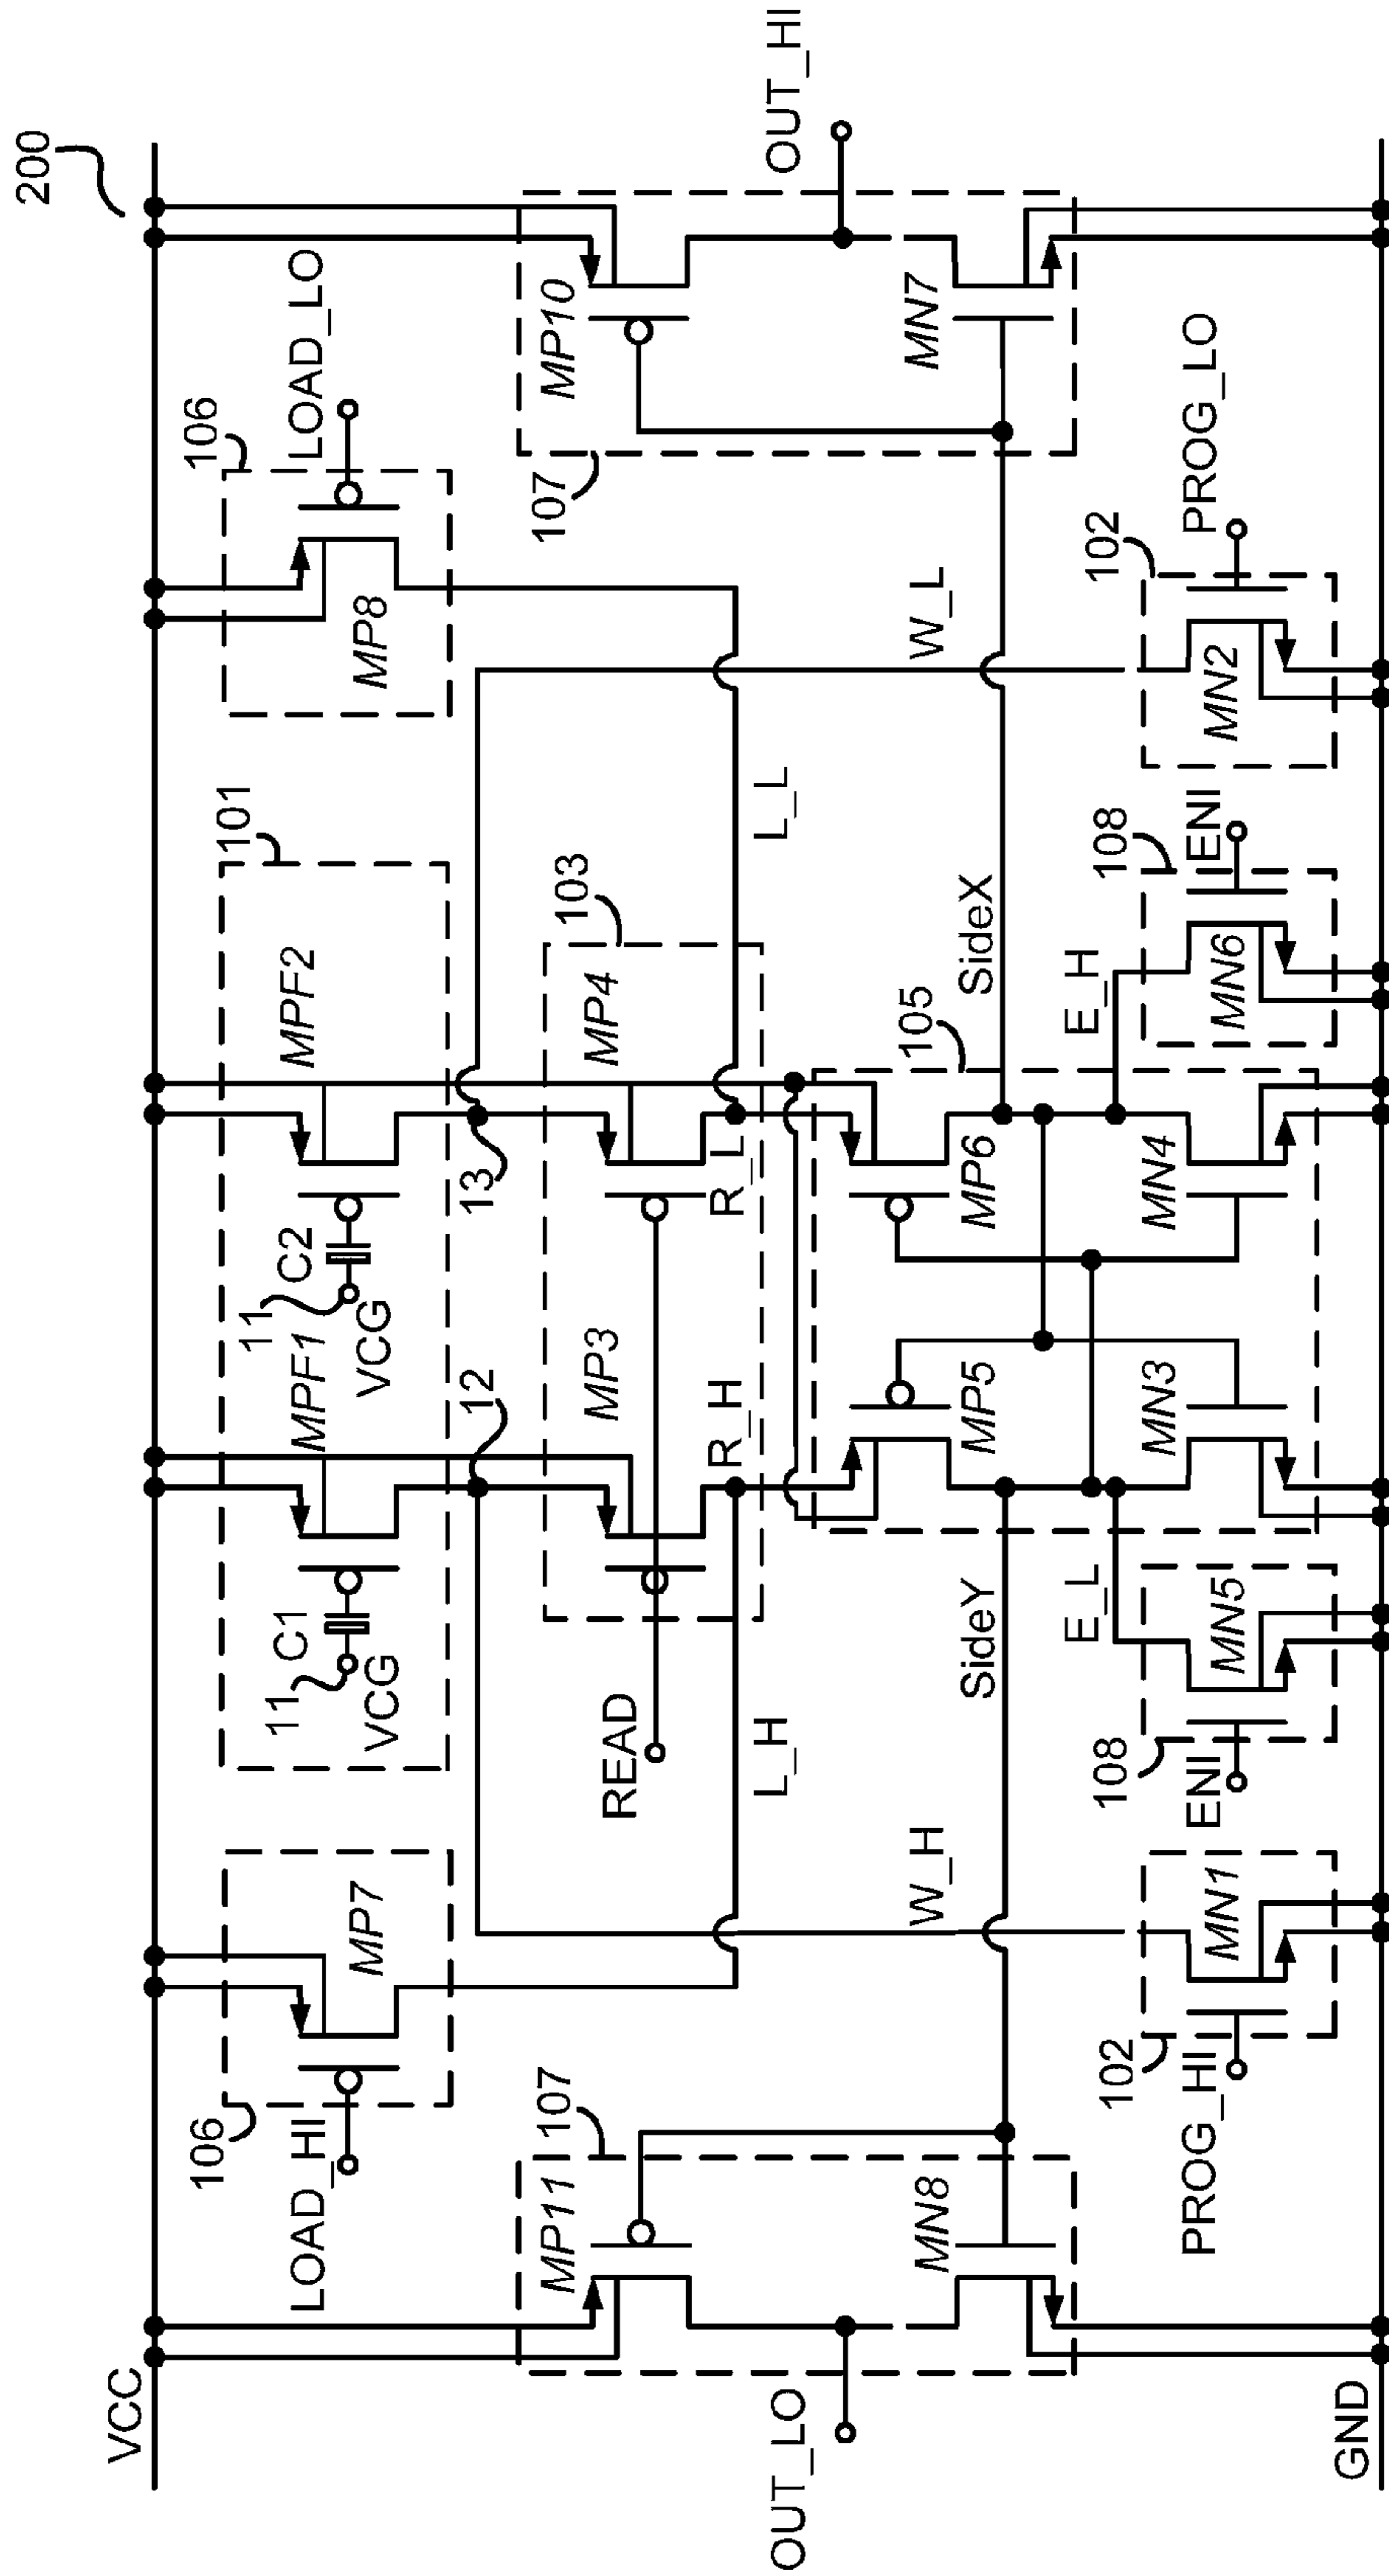 200
VCC
106
LOAD_HI
MP7
101
11
C1
VCG
MPF1
11
C2
VCG
MPF2
106
LOAD_LO
MP8
12
13
107
MP11
READ
103
MP3
MP4
R_H
R_L
107
MP10
OUT_HI
OUT_LO
L_H
L_L
MN8
W_H
SideY
105
MP5
MP6
SideX
W_L
MN7
E_L
E_H
102
PROG_HI
MN1
108
ENI
MN5
MN3
MN4
108
ENI
MN6
102
PROG_LO
MN2
GND